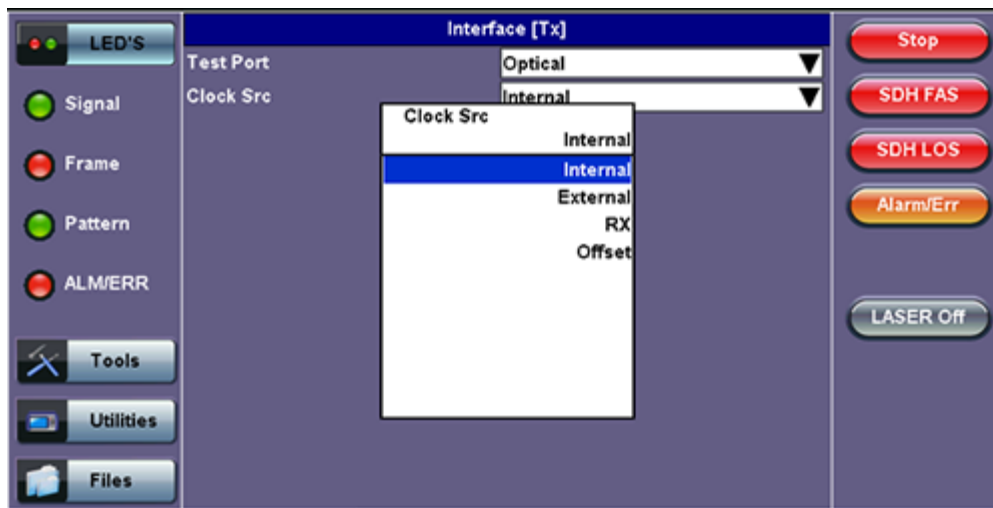 LED'S
Signal
Frame
Pattern
ALM/ERR
Tools
Utilities
Files
Interface [Tx]
Test Port Optical
Clock Src Internal
Clock Src
Internal
Internal
External
RX
Offset
Stop
SDH FAS
SDH LOS
Alarm/Err
LASER Off